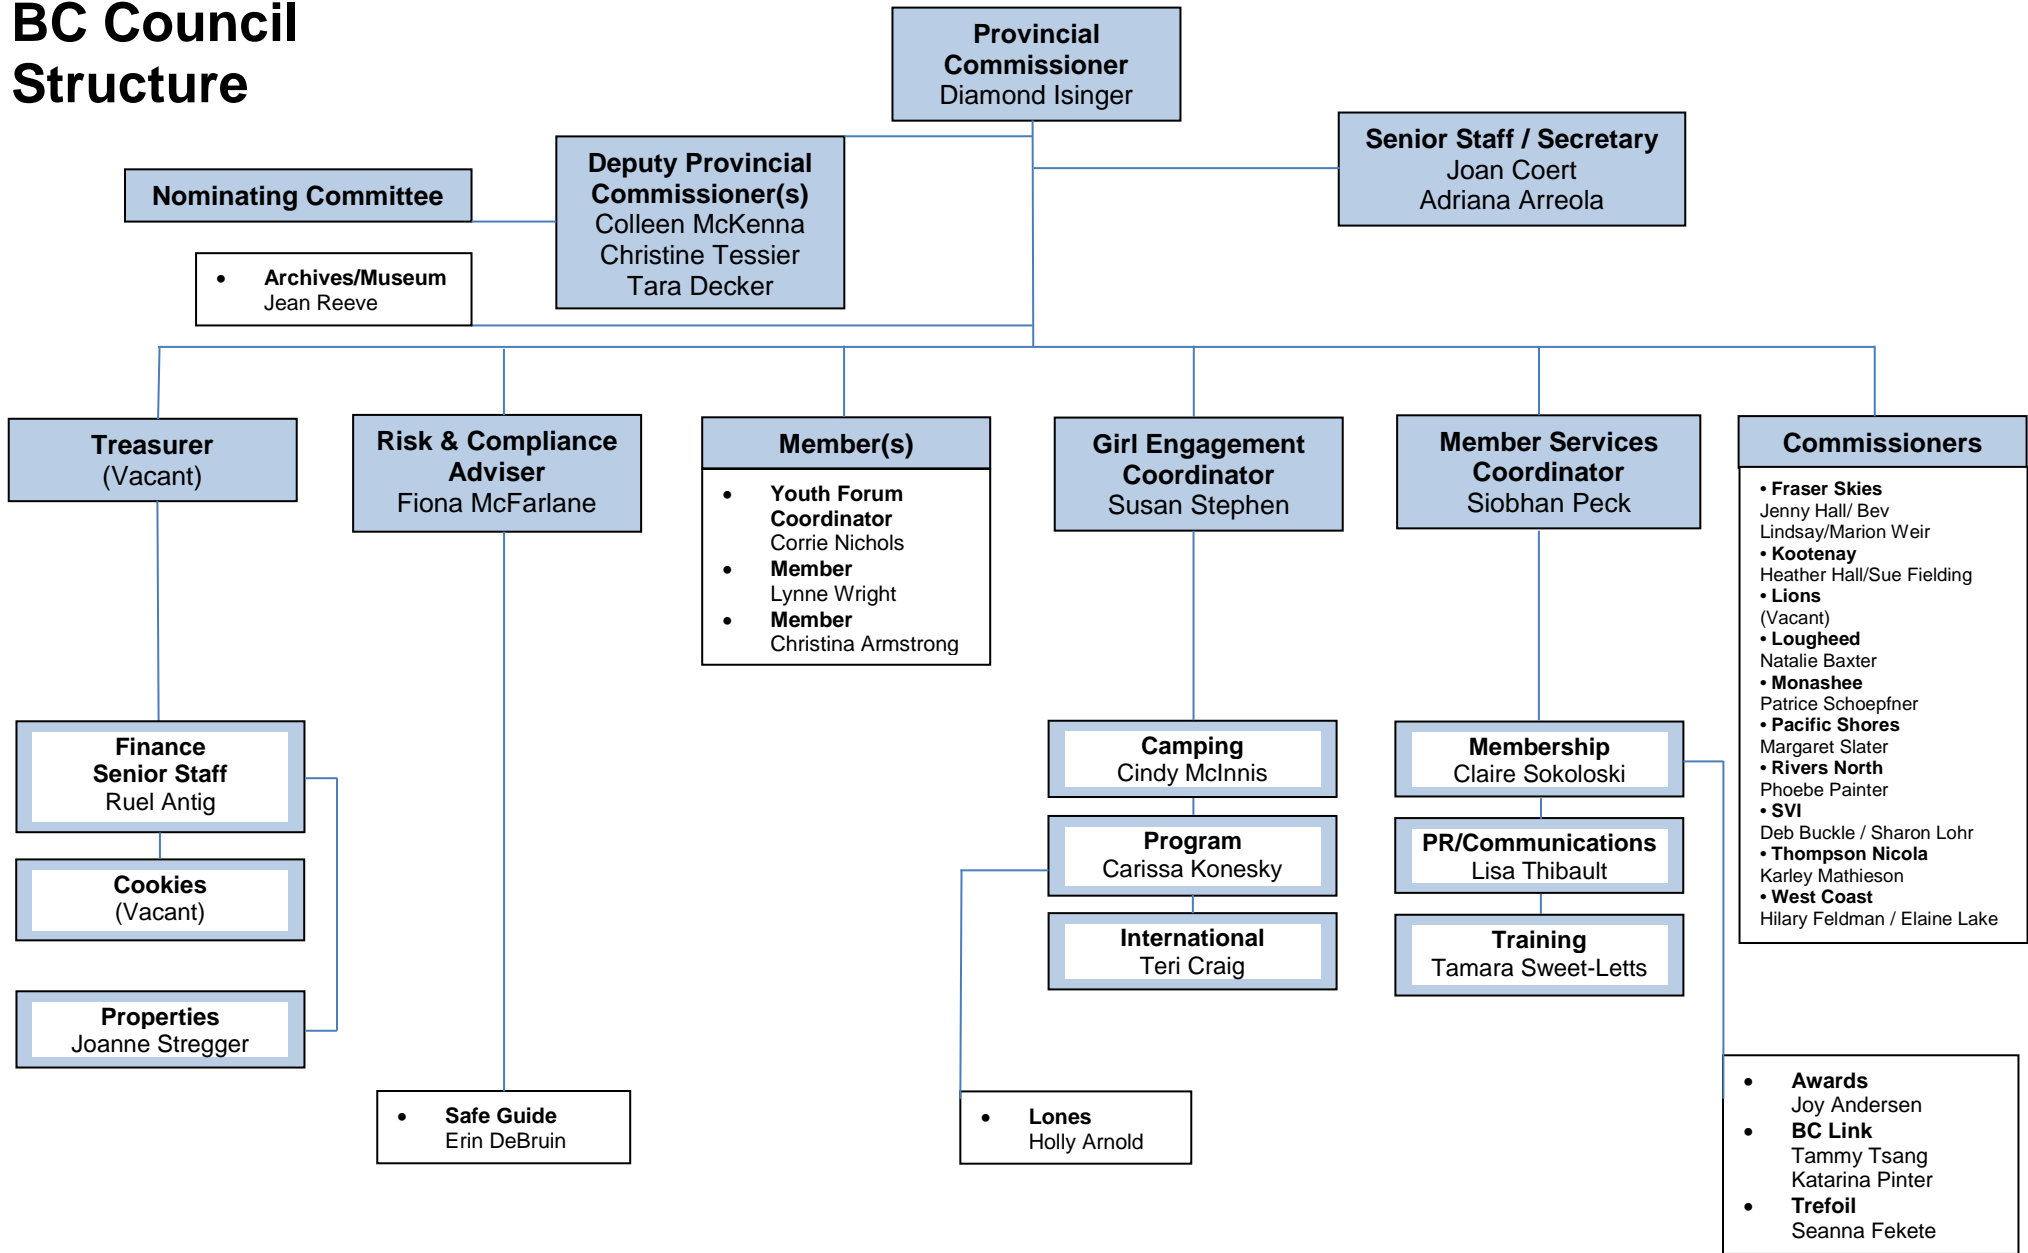 BC Council
Structure
Provincial
Commissioner
Diamond Isinger
Senior Staff / Secretary
Joan Coert
Adriana Arreola
Deputy Provincial
Commissioner(s)
Colleen McKenna
Christine Tessier
Tara Decker
Nominating Committee
• Archives/Museum
Jean Reeve
Treasurer
(Vacant)
Risk & Compliance
Adviser
Fiona McFarlane
Member(s)
• Youth Forum
Coordinator
Corrie Nichols
• Member
Lynne Wright
• Member
Christina Armstrong
Girl Engagement
Coordinator
Susan Stephen
Member Services
Coordinator
Siobhan Peck
Commissioners
• Fraser Skies
Jenny Hall/ Bev
Lindsay/Marion Weir
• Kootenay
Heather Hall/Sue Fielding
• Lions
(Vacant)
• Lougheed
Natalie Baxter
• Monashee
Patrice Schoepfner
• Pacific Shores
Margaret Slater
• Rivers North
Phoebe Painter
• SVI
Deb Buckle / Sharon Lohr
• Thompson Nicola
Karley Mathieson
• West Coast
Hilary Feldman / Elaine Lake
Finance
Senior Staff
Ruel Antig
Cookies
(Vacant)
Properties
Joanne Stregger
Camping
Cindy McInnis
Program
Carissa Konesky
International
Teri Craig
Membership
Claire Sokoloski
PR/Communications
Lisa Thibault
Training
Tamara Sweet-Letts
• Safe Guide
Erin DeBruin
• Lones
Holly Arnold
• Awards
Joy Andersen
• BC Link
Tammy Tsang
Katarina Pinter
• Trefoil
Seanna Fekete